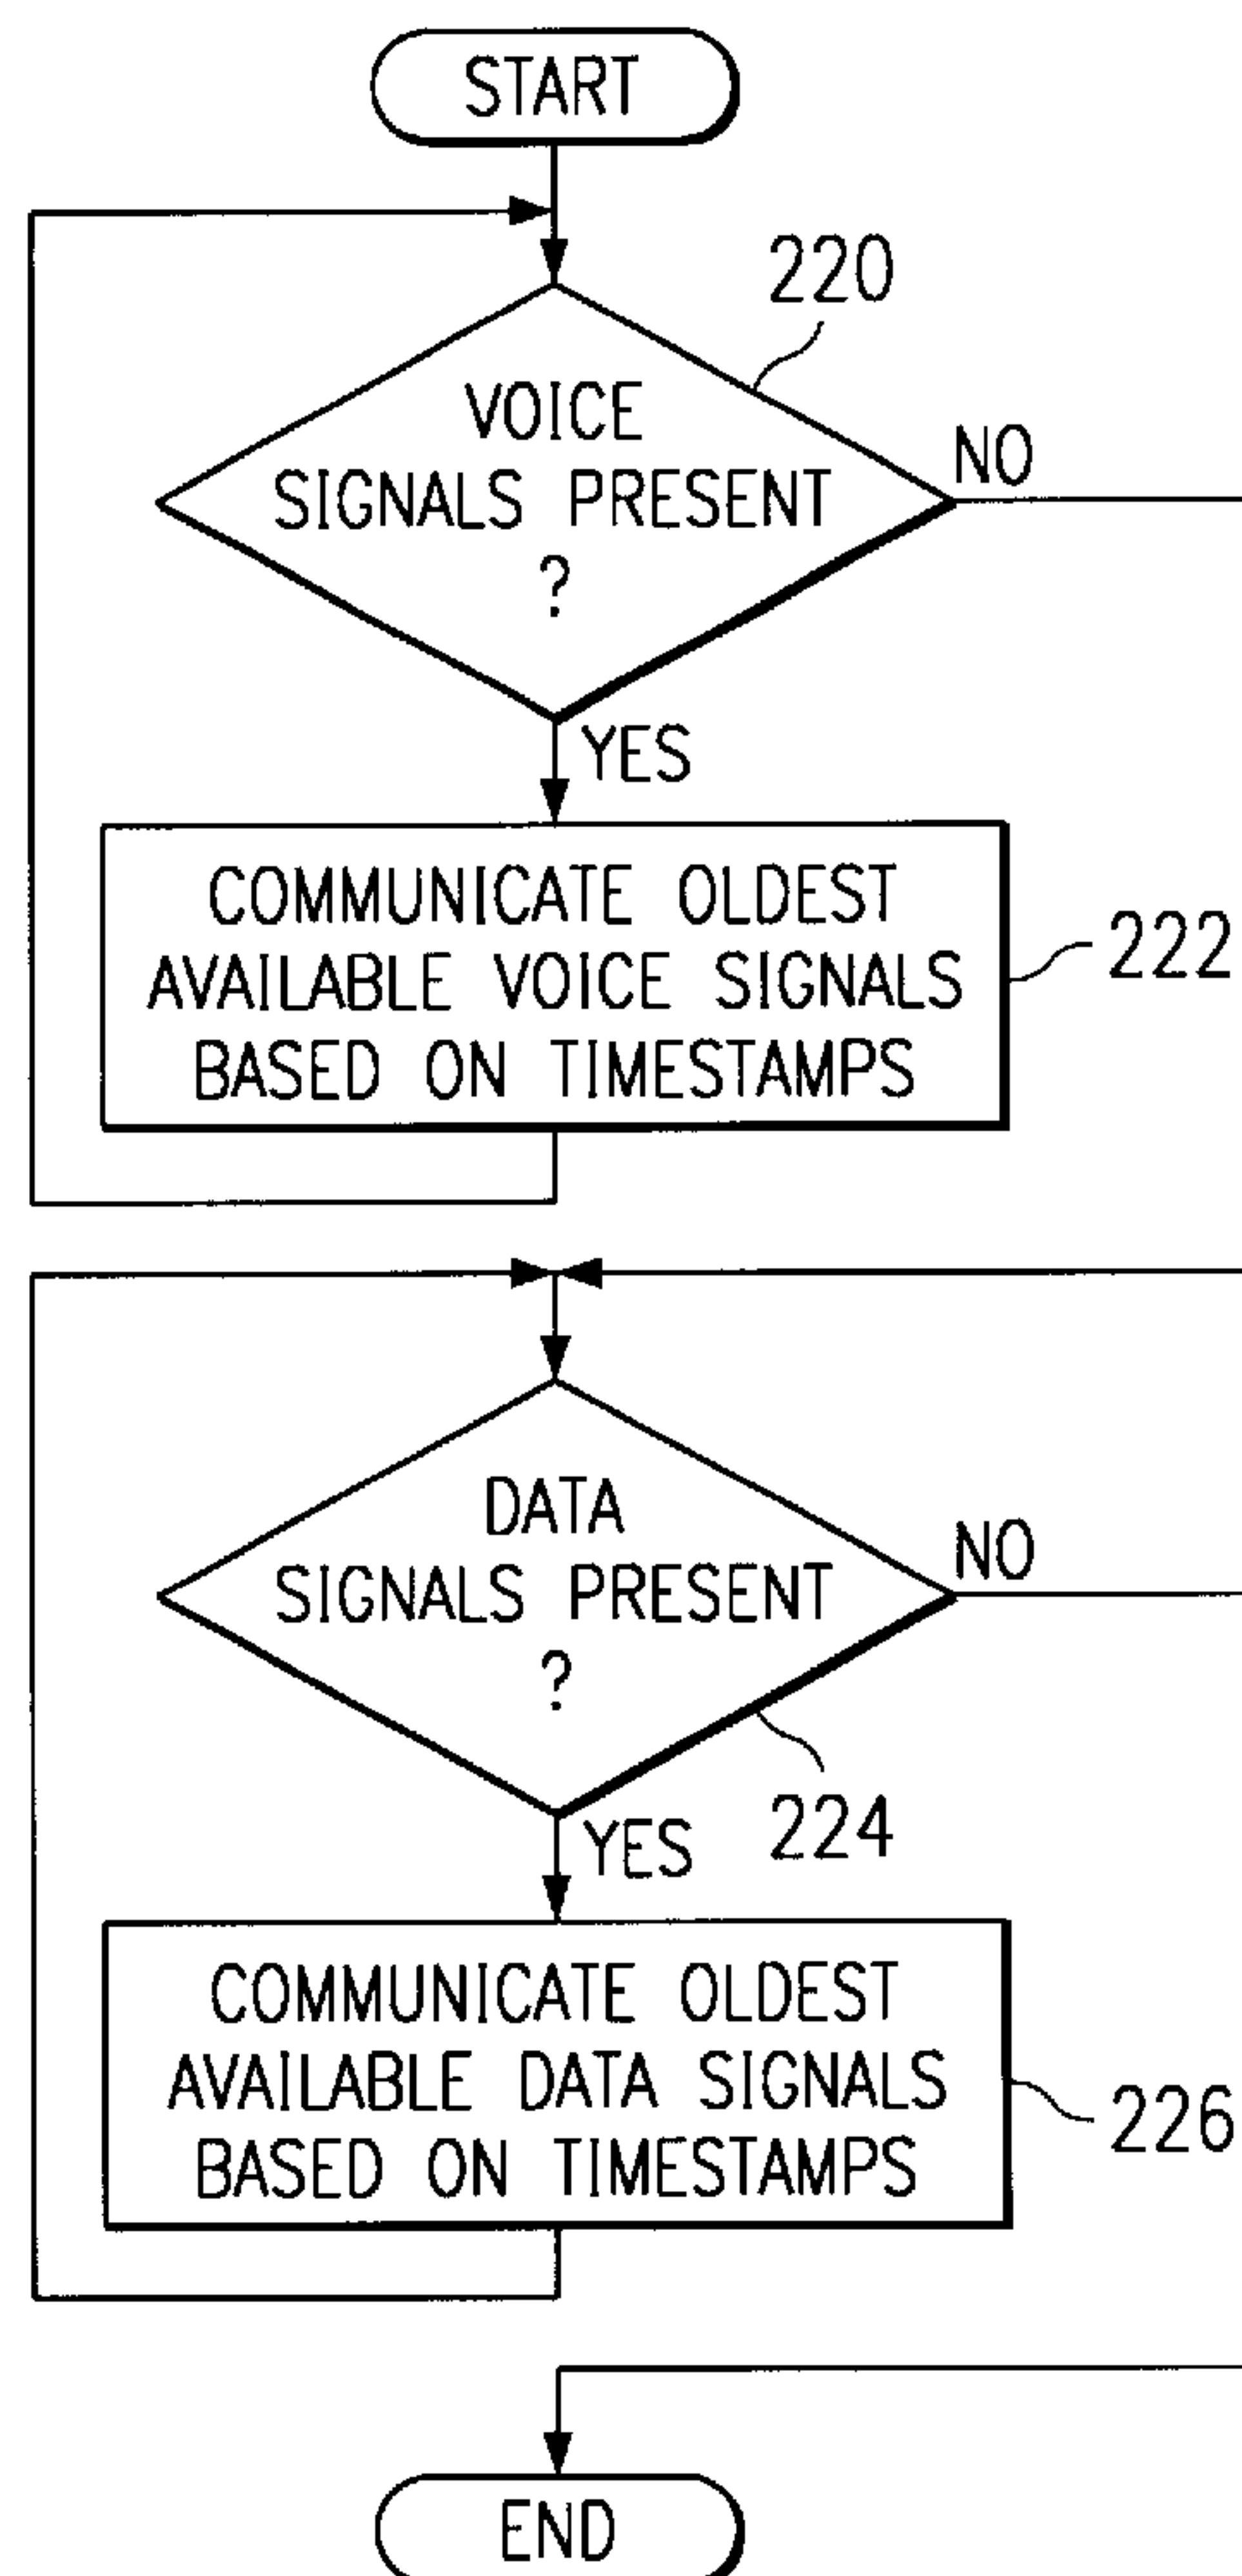 START
220
VOICE
SIGNALS PRESENT
?
NO
YES
COMMUNICATE OLDEST
AVAILABLE VOICE SIGNALS
BASED ON TIMESTAMPS
222
DATA
SIGNALS PRESENT
?
NO
224
YES
COMMUNICATE OLDEST
AVAILABLE DATA SIGNALS
BASED ON TIMESTAMPS
226
END